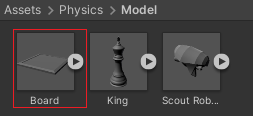 Assets > Physics > Model
Board King Scout Rob...